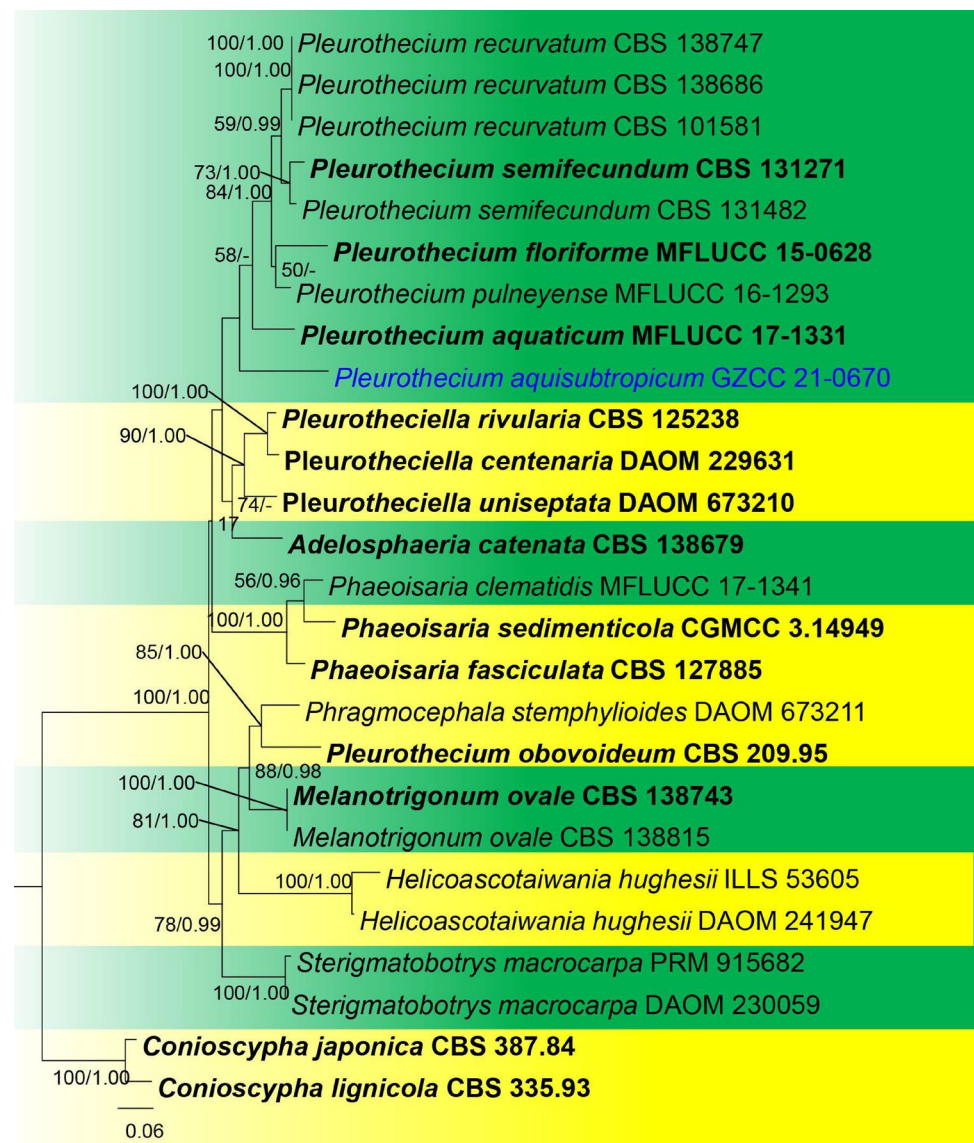 100/1.00
Pleurothecium recurvatum CBS 138747
100/1.00
Pleurothecium recurvatum CBS 138686
59/0.99
Pleurothecium recurvatum CBS 101581
73/1.00
Pleurothecium semifecundum CBS 131271
84/1.00
Pleurothecium semifecundum CBS 131482
58/-
Pleurothecium floriforme MFLUCC 15-0628
50/-
Pleurothecium pulneyense MFLUCC 16-1293
Pleurothecium aquaticum MFLUCC 17-1331
Pleurothecium aquisubtropicum GZCC 21-0670
100/1.00
Pleurotheciella rivularia CBS 125238
90/1.00
Pleurotheciella centenaria DAOM 229631
74/-
Pleurotheciella uniseptata DAOM 673210
17
Adelosphaeria catenata CBS 138679
56/0.96
Phaeoisaria clematidis MFLUCC 17-1341
100/1.00
Phaeoisaria sedimenticola CGMCC 3.14949
85/1.00
Phaeoisaria fasciculata CBS 127885
100/1.00
Phragmocephala stemphylioides DAOM 673211
Pleurothecium obovoideum CBS 209.95
88/0.98
100/1.00
Melanotrigonum ovale CBS 138743
81/1.00
Melanotrigonum ovale CBS 138815
100/1.00
Helicoascotaiwania hughesii ILLS 53605
Helicoascotaiwania hughesii DAOM 241947
78/0.99
Sterigmatobotrys macrocarpa PRM 915682
100/1.00
Sterigmatobotrys macrocarpa DAOM 230059
Conioscypha japonica CBS 387.84
100/1.00
Conioscypha lignicola CBS 335.93
0.06